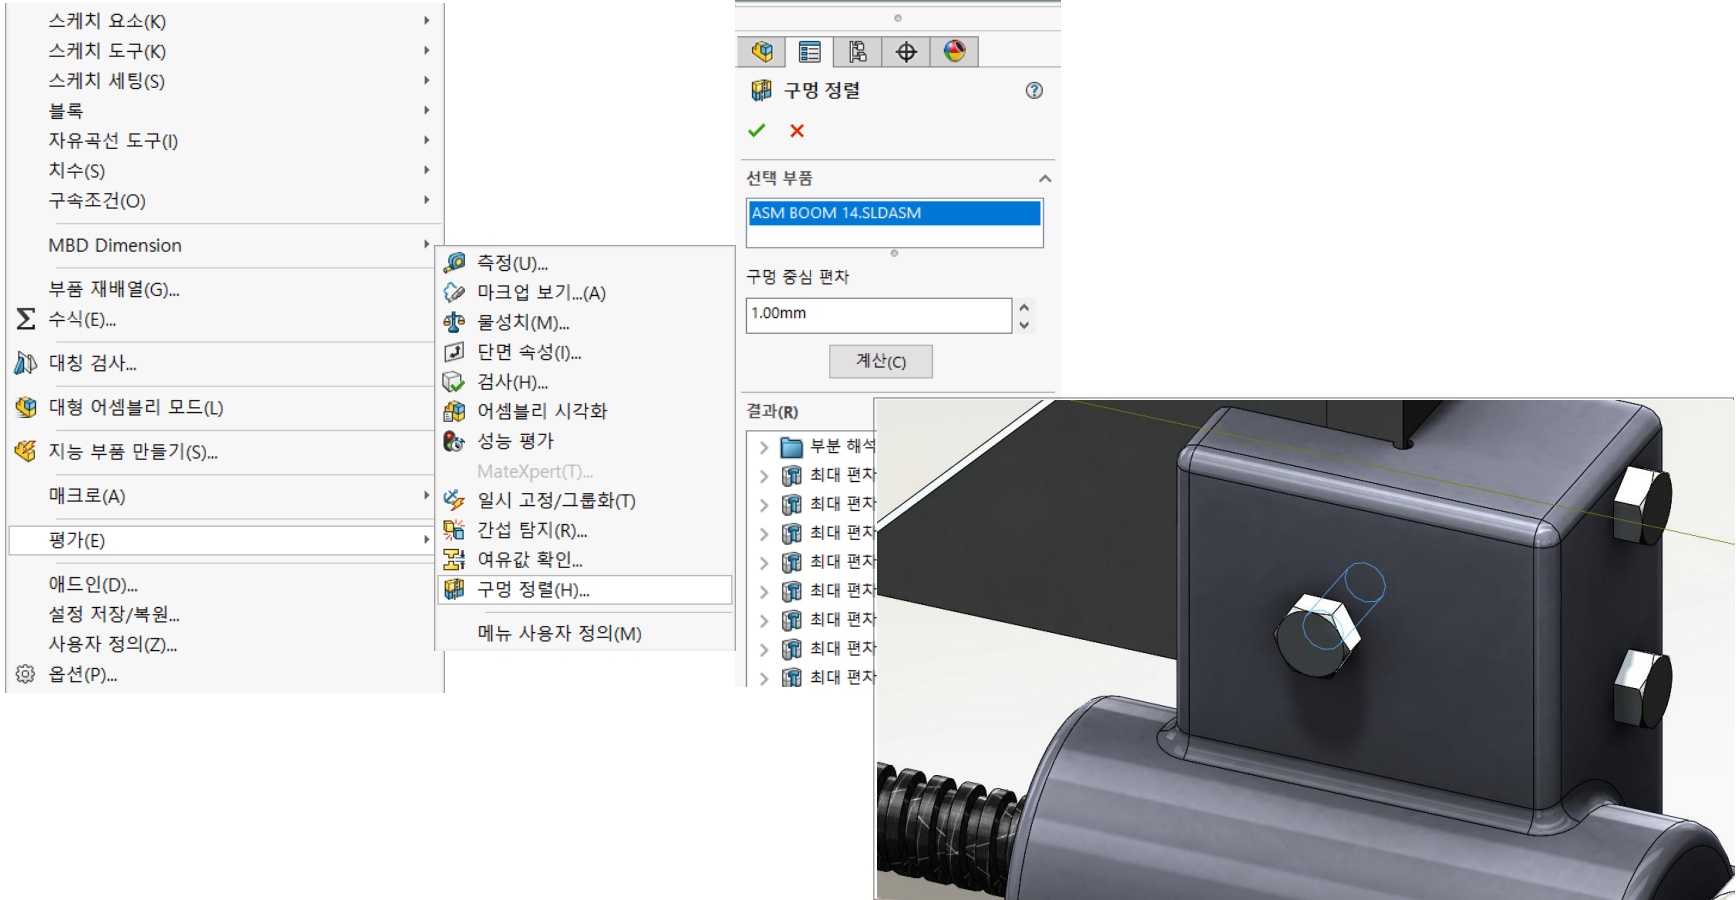 스케치 요소(K)
스케치 도구(K)
스케치 세팅(S)
블록
자유곡선 도구(I)
치수(S)
구속조건(O)
MBD Dimension
부품 재배열(G)...
수식(E)...
대칭 검사...
대형 어셈블리 모드(L)
지능 부품 만들기(S)...
매크로(A)
평가(E)
애드인(D)...
설정 저장/복원...
사용자 정의(Z)...
옵션(P)...
측정(U)...
마크업 보기...(A)
물성치(M)...
단면 속성(I)...
검사(H)...
어셈블리 시각화
성능 평가
MateXpert(T)...
일시 고정/그룹화(T)
간섭 탐지(R)...
여유값 확인...
구멍 정렬(H)...
메뉴 사용자 정의(M)
구멍 정렬
선택 부품
ASM BOOM 14.SLDASM
구멍 중심 편차
1.00mm
계산(C)
결과(R)
부분 해석
최대 편차
최대 편차
최대 편차
최대 편차
최대 편차
최대 편차
최대 편차
최대 편차